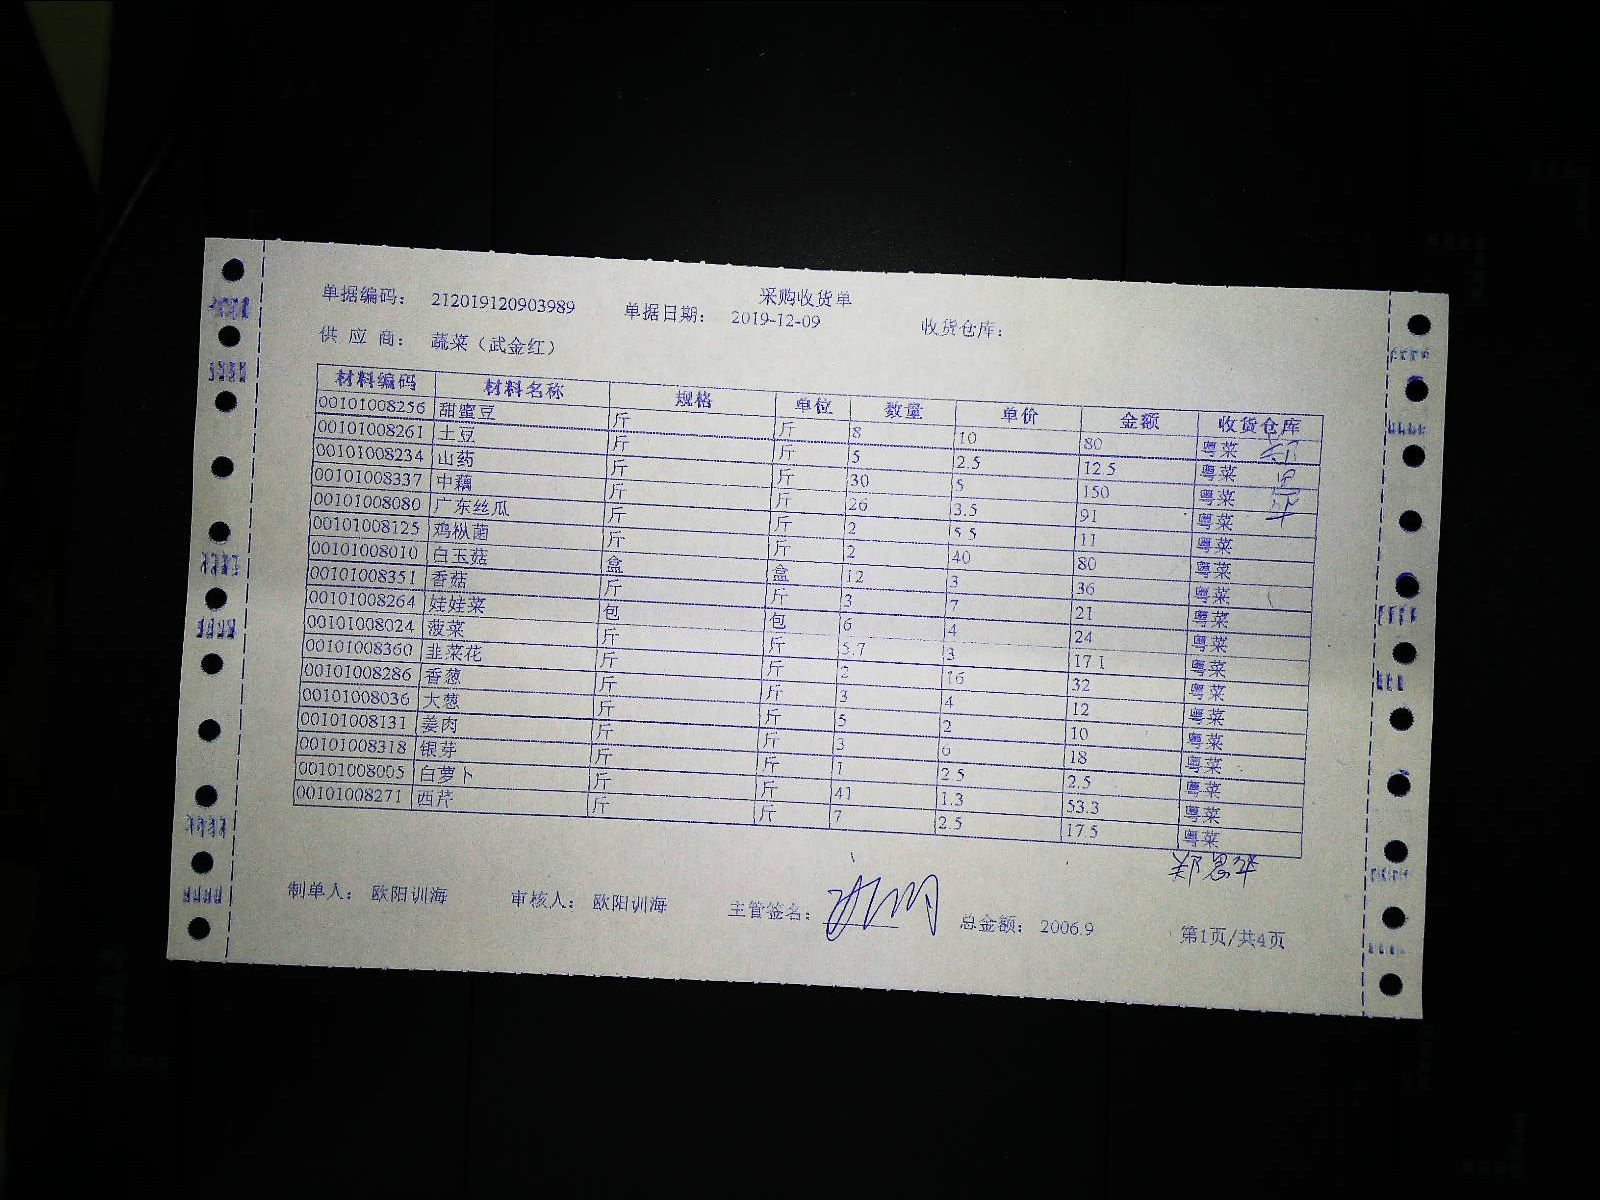 采购收货单
单据编码： 212019120903989 单据日期： 2019-12-09 收货仓库：
供 应 商： 蔬菜（武金红）
材料编码 材料名称 规格 单位 数量 单价 金额 收货仓库
00101008256 甜蜜豆 斤 斤 8 10 80 粤菜
00101008261 土豆 斤 斤 5 2.5 12.5 粤菜
00101008234 山药 斤 斤 30 5 150 粤菜
00101008337 中藕 斤 斤 26 3.5 91 粤菜
00101008080 广东丝瓜 斤 斤 2 5.5 11 粤菜
00101008125 鸡枞菌 斤 斤 2 40 80 粤菜
00101008010 白玉菇 盒 盒 12 3 36 粤菜
00101008351 香菇 斤 斤 3 7 21 粤菜
00101008264 娃娃菜 包 包 6 4 24 粤菜
00101008024 菠菜 斤 斤 5.7 3 17.1 粤菜
00101008360 韭菜花 斤 斤 2 16 32 粤菜
00101008286 香葱 斤 斤 3 4 12 粤菜
00101008036 大葱 斤 斤 5 2 10 粤菜
00101008131 姜肉 斤 斤 3 6 18 粤菜
00101008318 银芽 斤 斤 1 2.5 2.5 粤菜
00101008005 白萝卜 斤 斤 41 1.3 53.3 粤菜
00101008271 西芹 斤 斤 7 2.5 17.5 粤菜
制单人： 欧阳训海 审核人： 欧阳训海 主管签名： 总金额： 2006.9 第1页/共4页